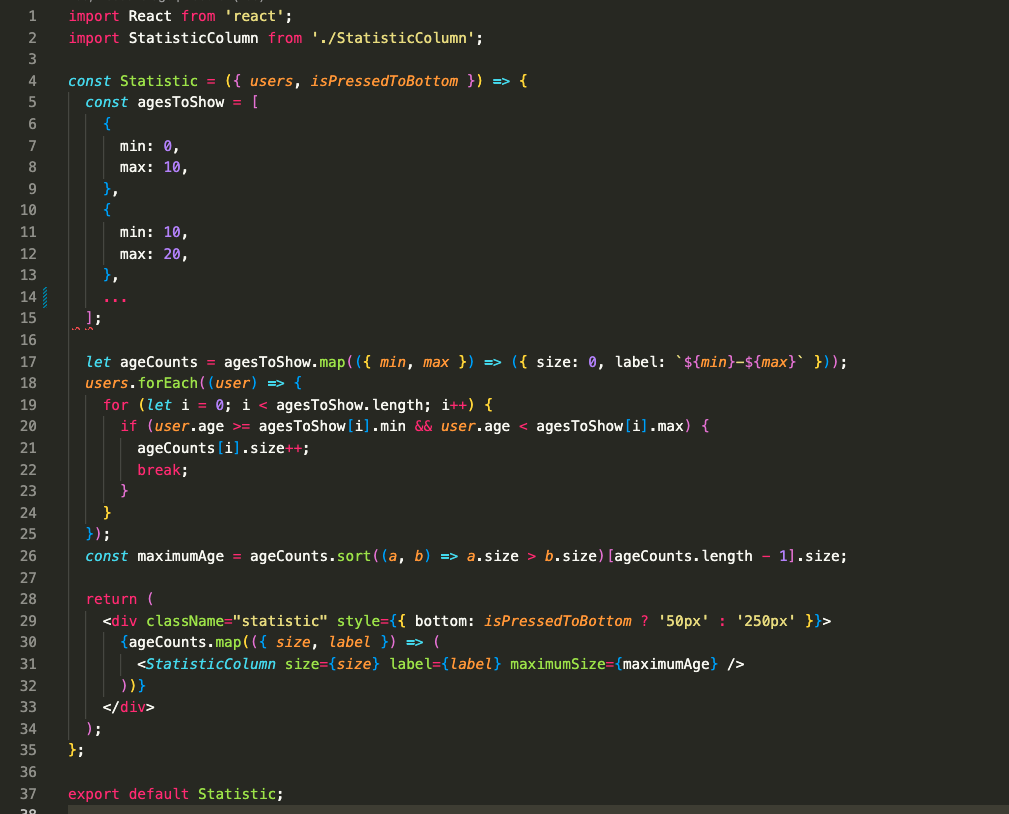 1 import React from 'react';
2 import StatisticColumn from './StatisticColumn';
3
4 const Statistic = ({ users, isPressedToBottom }) => {
5 const agesToShow = [
6 {
7 min: 0,
8 max: 10,
9 },
10 {
11 min: 10,
12 max: 20,
13 },
14 ...
15 ];
16
17 let ageCounts = agesToShow.map(({ min, max }) => ({ size: 0, label: `${min}-${max}` }));
18 users.forEach((user) => {
19 for (let i = 0; i < agesToShow.length; i++) {
20 if (user.age >= agesToShow[i].min && user.age < agesToShow[i].max) {
21 ageCounts[i].size++;
22 break;
23 }
24 }
25 });
26 const maximumAge = ageCounts.sort((a, b) => a.size > b.size)[ageCounts.length - 1].size;
27
28 return (
29 <div className="statistic" style={{ bottom: isPressedToBottom ? '50px' : '250px' }}>
30 {ageCounts.map(({ size, label }) => (
31 <StatisticColumn size={size} label={label} maximumSize={maximumAge} />
32 ))}
33 </div>
34 );
35 };
36
37 export default Statistic;
38